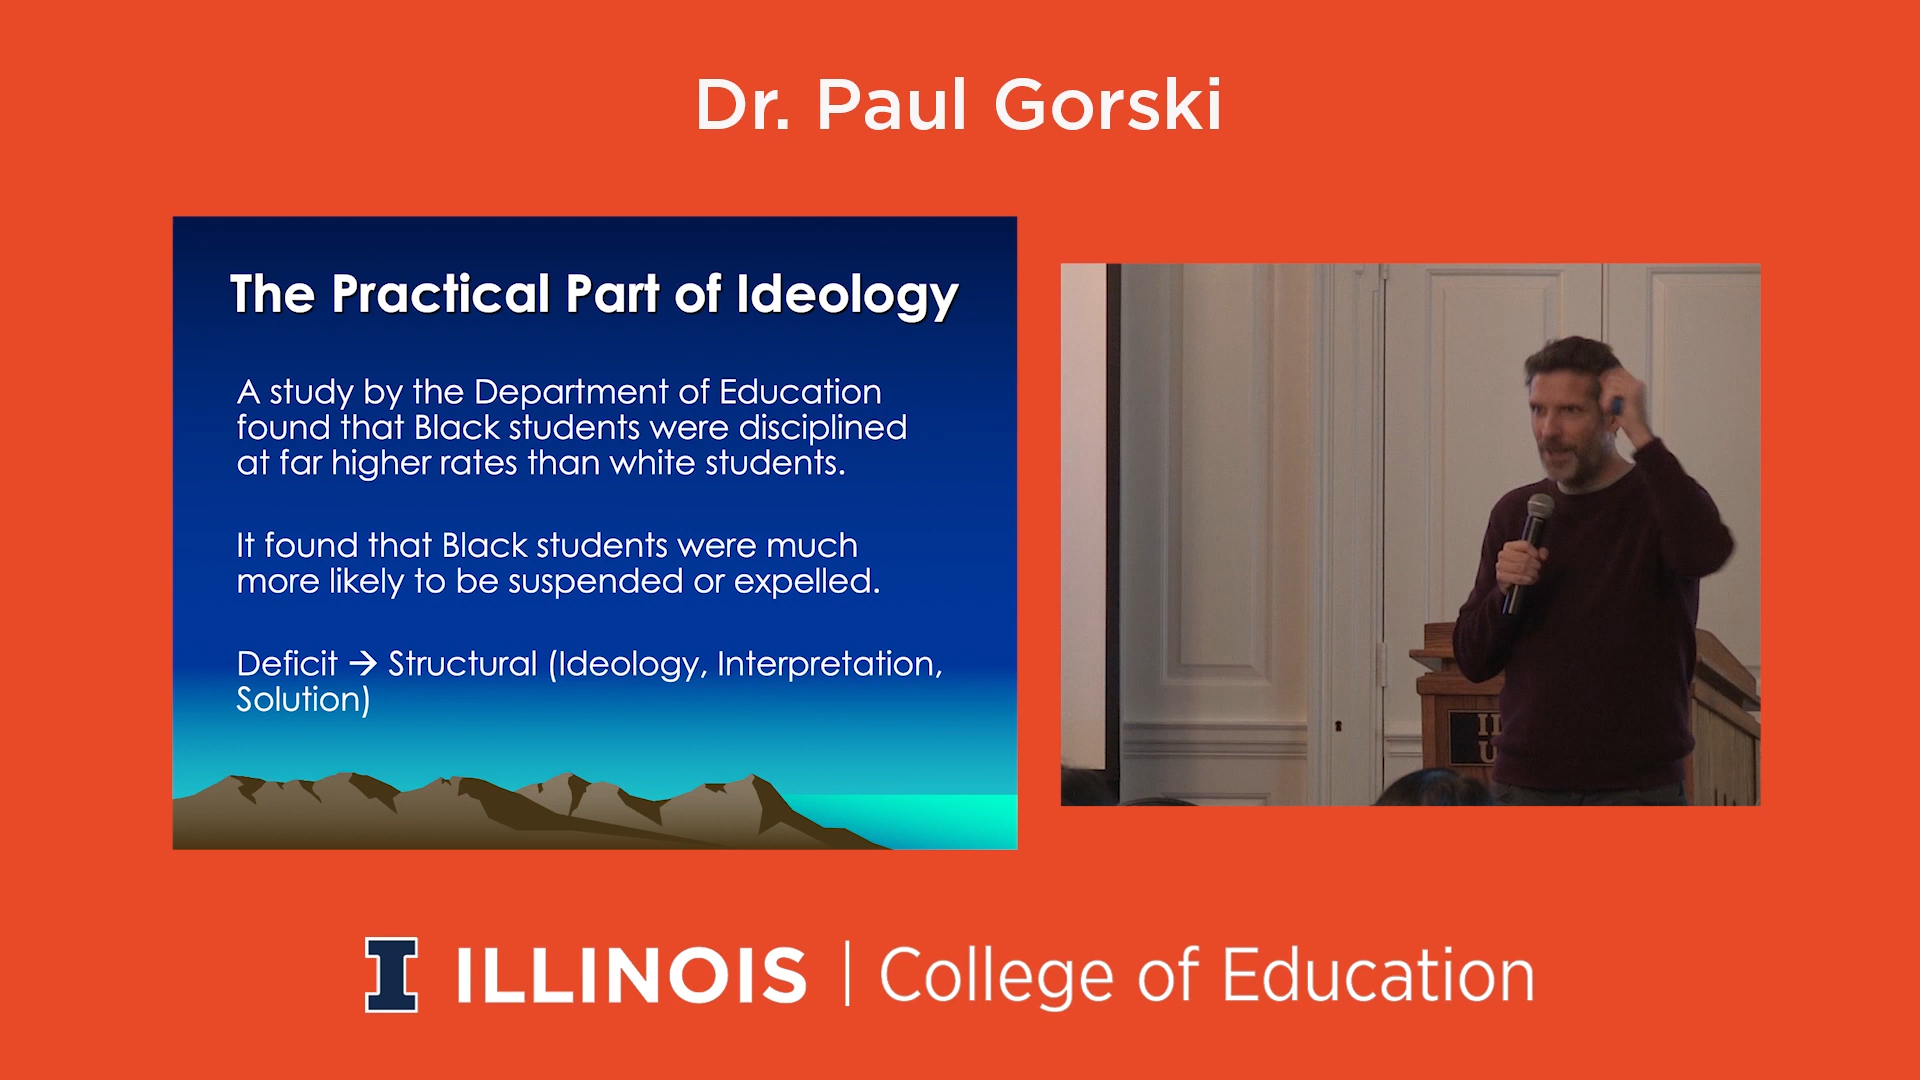 Dr. Paul Gorski
The Practical Part of Ideology
A study by the Department of Education
found that Black students were disciplined
at far higher rates than white students.
It found that Black students were much
more likely to be suspended or expelled.
Deficit → Structural (Ideology, Interpretation,
Solution)
I ILLINOIS | College of Education